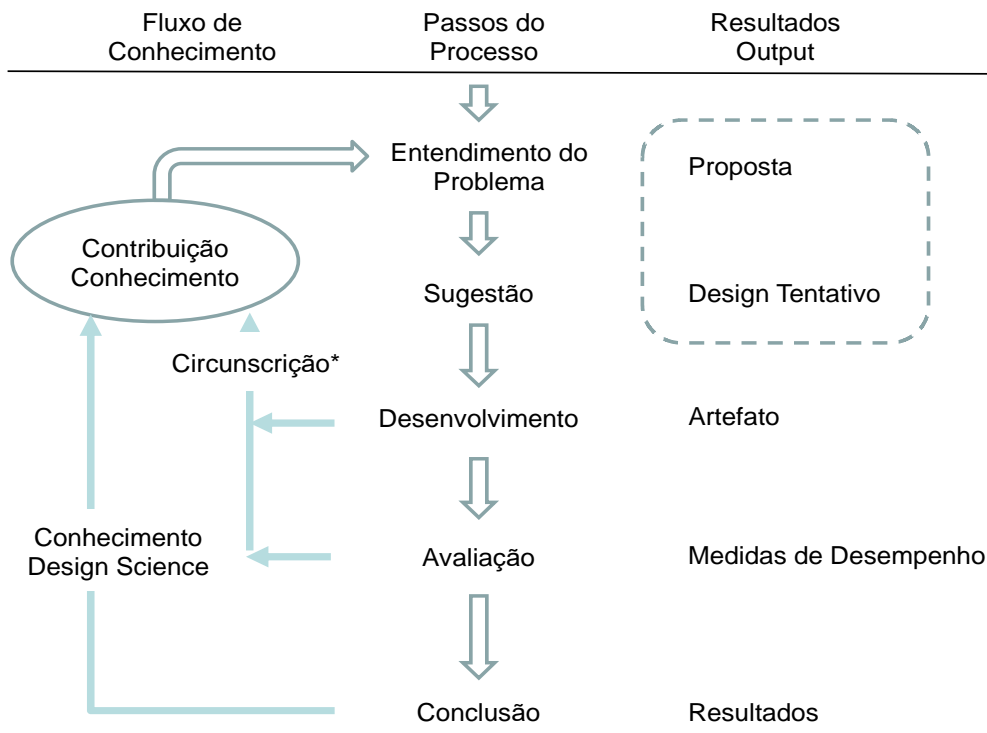 Fluxo de
Conhecimento
Passos do
Processo
Resultados
Output
Entendimento do
Problema
Proposta
Contribuição
Conhecimento
Sugestão
Design Tentativo
Circunscrição*
Desenvolvimento
Artefato
Conhecimento
Design Science
Avaliação
Medidas de Desempenho
Conclusão
Resultados